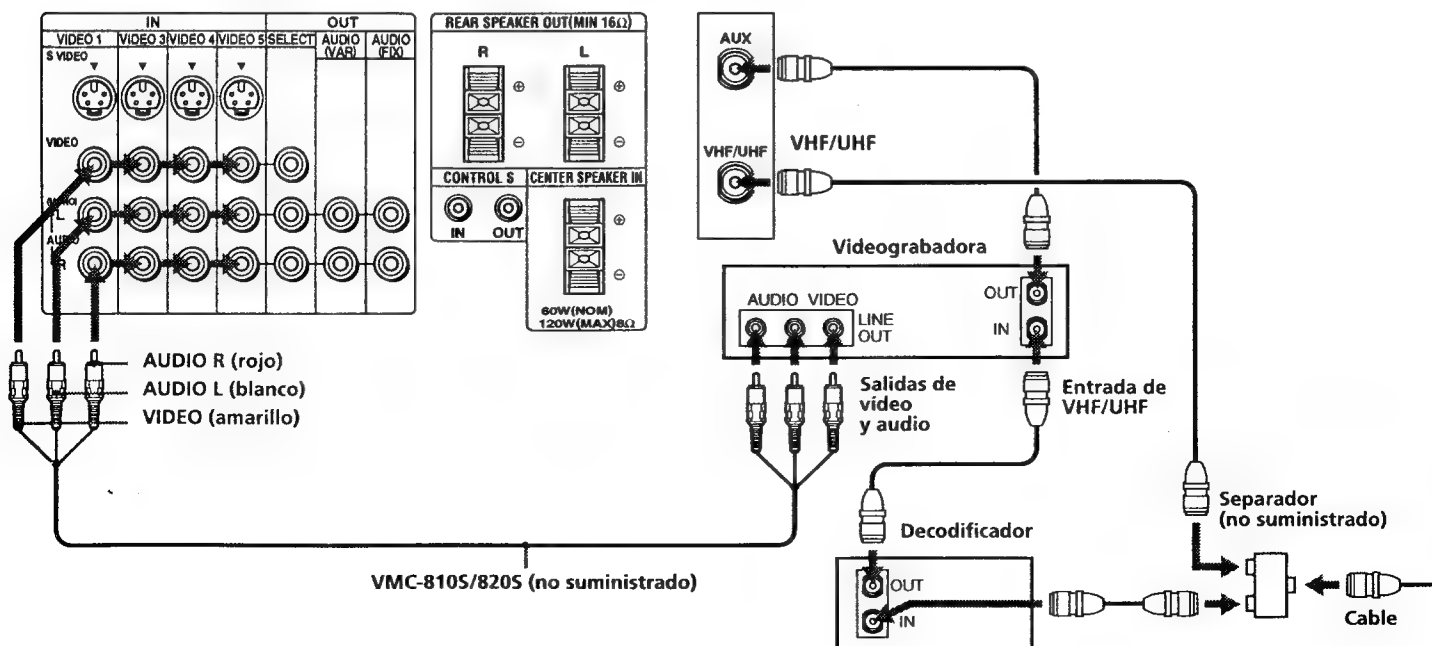 IN OUT
VIDEO 1 VIDEO 3 VIDEO 4 VIDEO 5 SELECT AUDIO (VAR) AUDIO (FIX)
S VIDEO
VIDEO
L
AUDIO
R
REAR SPEAKER OUT(MIN 16Ω)
R L
⊕ ⊕
⊖ ⊖
CONTROL S CENTER SPEAKER IN
IN OUT
⊕
⊖
60W(NOM)
120W(MAX)8Ω
AUDIO R (rojo)
AUDIO L (blanco)
VIDEO (amarillo)
VMC-810S/820S (no suministrado)
AUX
VHF/UHF
VHF/UHF
Videograbadora
AUDIO VIDEO
LINE
OUT
OUT
IN
Salidas de
vídeo
y audio
Entrada de
VHF/UHF
Decodificador
OUT
IN
Separador
(no suministrado)
Cable